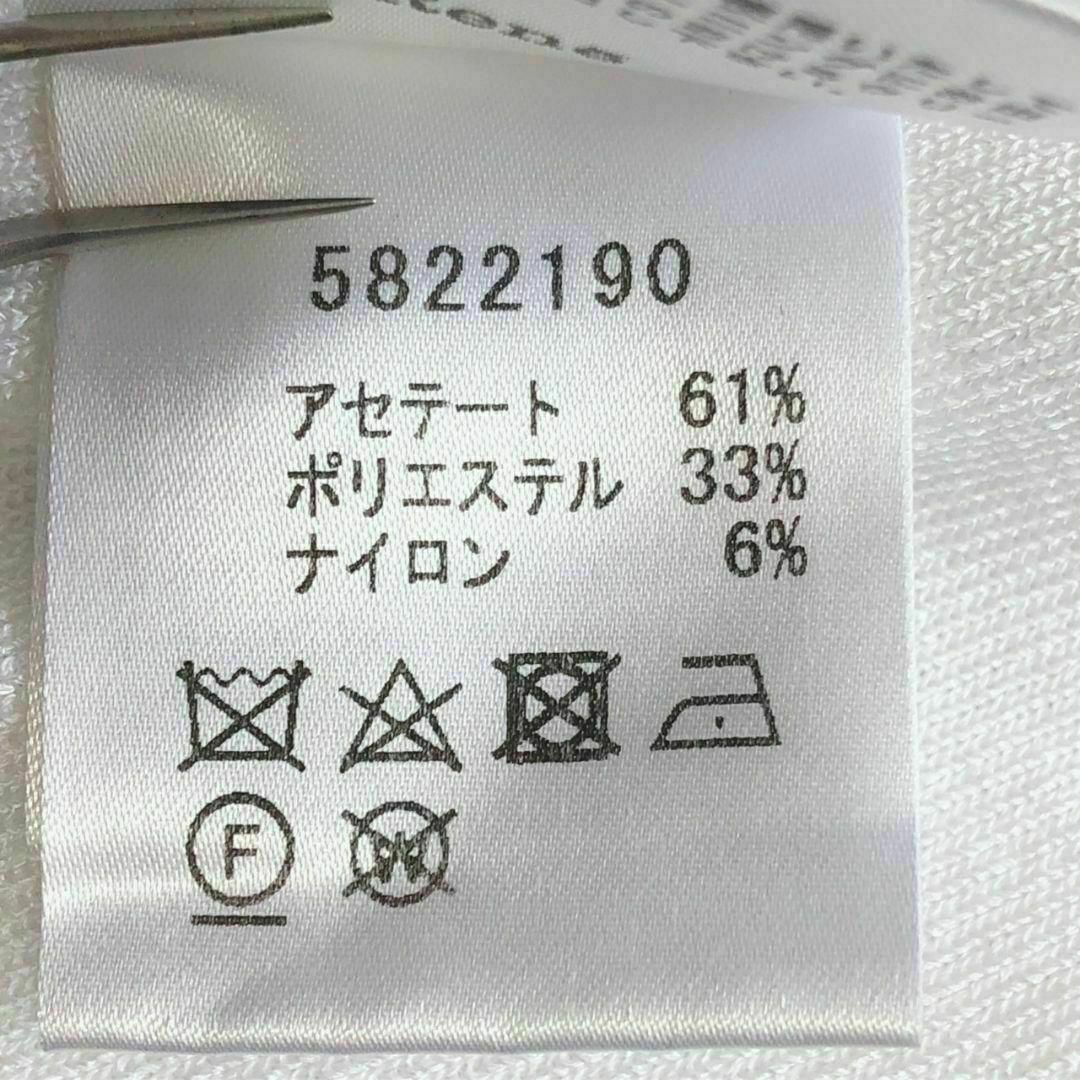 5822190
アセテート 61%
ポリエステル 33%
ナイロン 6%
F
W